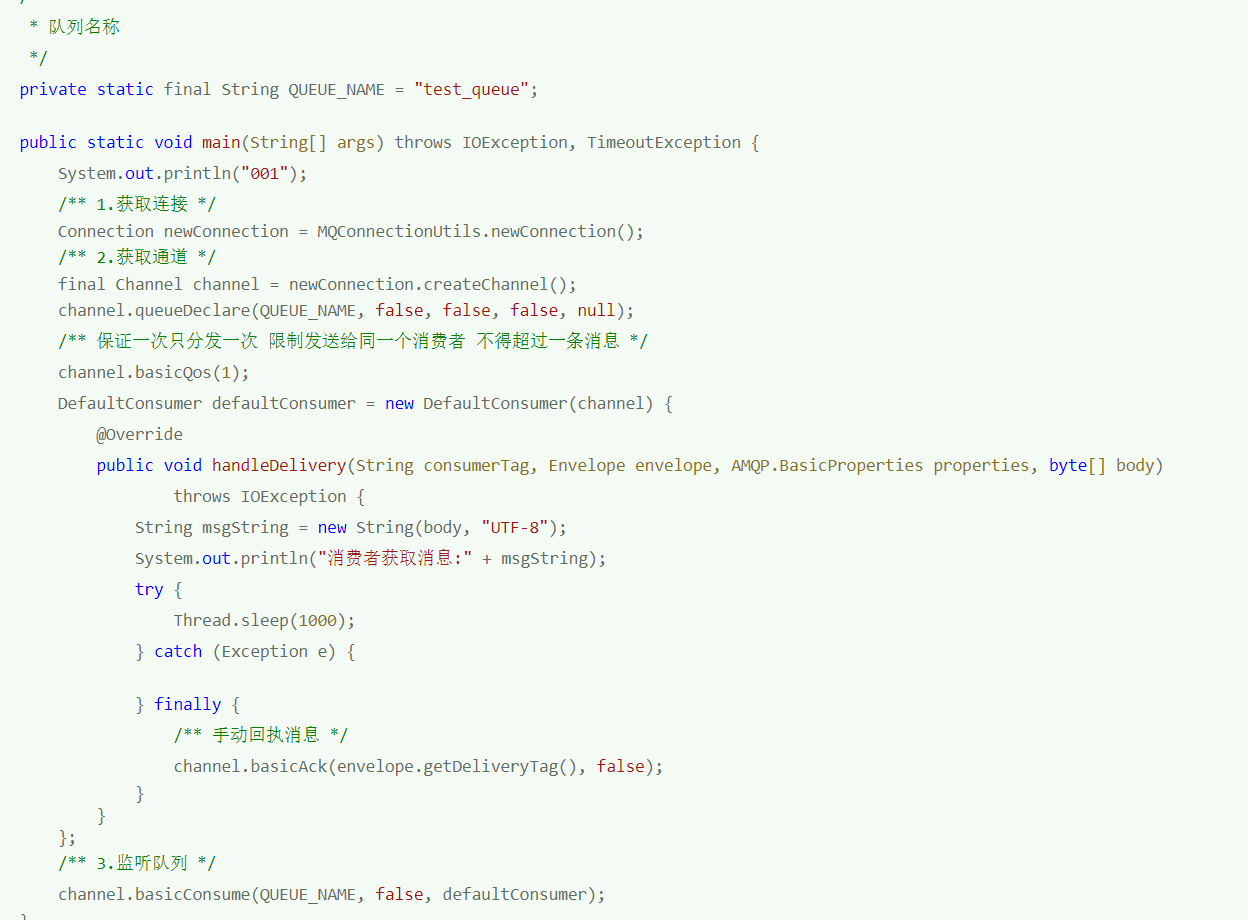 /
* 队列名称
*/
private static final String QUEUE_NAME = "test_queue";
public static void main(String[] args) throws IOException, TimeoutException {
System.out.println("001");
/** 1.获取连接 */
Connection newConnection = MQConnectionUtils.newConnection();
/** 2.获取通道 */
final Channel channel = newConnection.createChannel();
channel.queueDeclare(QUEUE_NAME, false, false, false, null);
/** 保证一次只分发一次 限制发送给同一个消费者 不得超过一条消息 */
channel.basicQos(1);
DefaultConsumer defaultConsumer = new DefaultConsumer(channel) {
@Override
public void handleDelivery(String consumerTag, Envelope envelope, AMQP.BasicProperties properties, byte[] body)
throws IOException {
String msgString = new String(body, "UTF-8");
System.out.println("消费者获取消息:" + msgString);
try {
Thread.sleep(1000);
} catch (Exception e) {
} finally {
/** 手动回执消息 */
channel.basicAck(envelope.getDeliveryTag(), false);
}
}
};
/** 3.监听队列 */
channel.basicConsume(QUEUE_NAME, false, defaultConsumer);
}